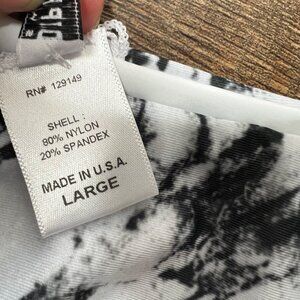 RN# 129149
SHELL :
80% NYLON
20% SPANDEX
MADE IN U.S.A.
LARGE